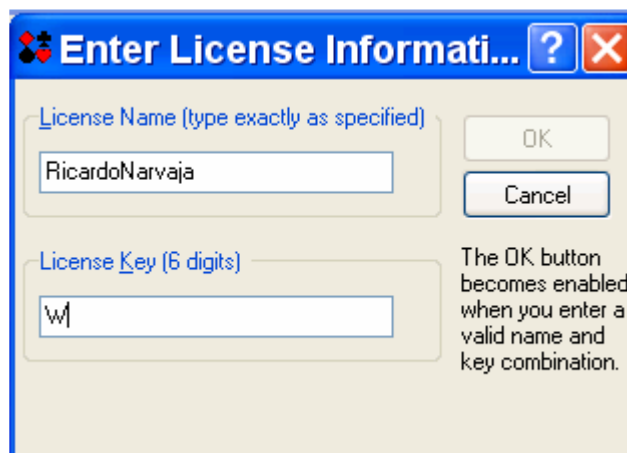 Enter License Informati...
License Name (type exactly as specified)
RicardoNarvaja
OK
Cancel
License Key (6 digits)
W
The OK button
becomes enabled
when you enter a
valid name and
key combination.